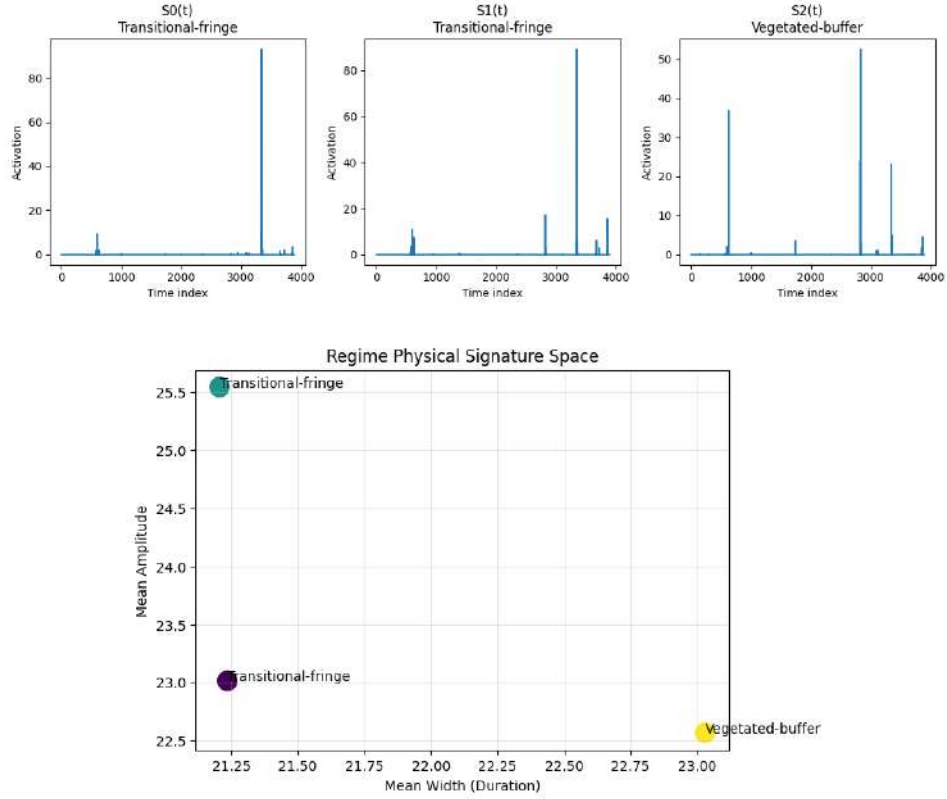 S0(t)
Transitional-fringe
80
60
40
20
0
Activation
0 1000 2000 3000 4000
Time index
S1(t)
Transitional-fringe
80
60
40
20
0
Activation
0 1000 2000 3000 4000
Time index
S2(t)
Vegetated-buffer
50
40
30
20
10
0
Activation
0 1000 2000 3000 4000
Time index
Regime Physical Signature Space
Transitional-fringe
Transitional-fringe
Vegetated-buffer
25.5
25.0
24.5
24.0
23.5
23.0
22.5
Mean Amplitude
21.25 21.50 21.75 22.00 22.25 22.50 22.75 23.00
Mean Width (Duration)